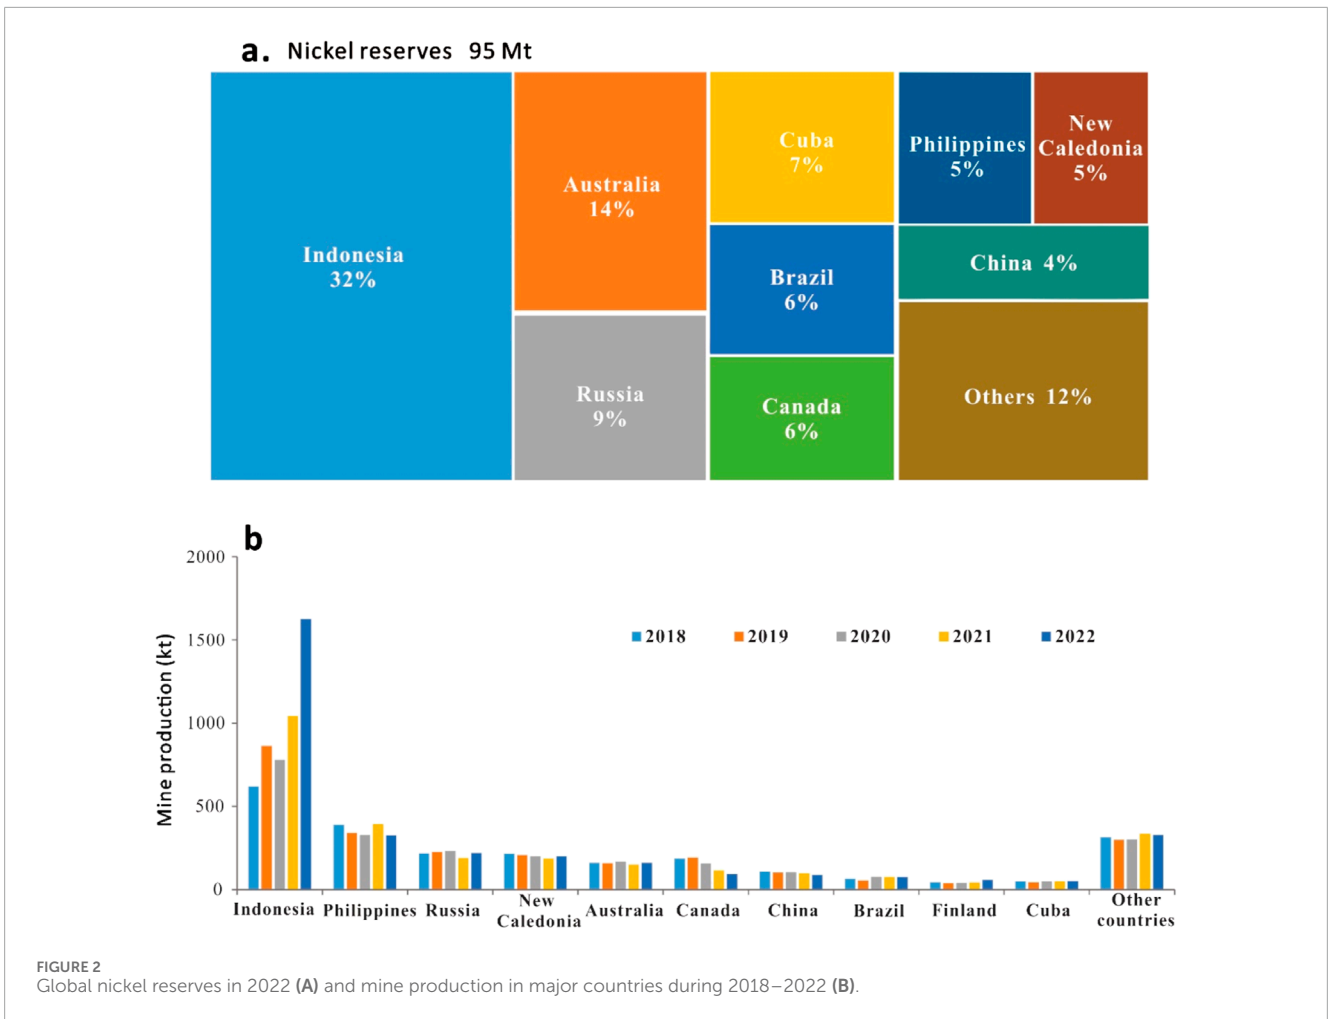 a. Nickel reserves 95 Mt
Indonesia
32%
Australia
14%
Russia
9%
Cuba
7%
Brazil
6%
Canada
6%
Philippines
5%
New
Caledonia
5%
China 4%
Others 12%
b
Mine production (kt)
2000
1500
1000
500
0
2018 2019 2020 2021 2022
Indonesia
Philippines
Russia
New
Caledonia
Australia
Canada
China
Brazil
Finland
Cuba
Other
countries
FIGURE 2
Global nickel reserves in 2022 (A) and mine production in major countries during 2018–2022 (B).